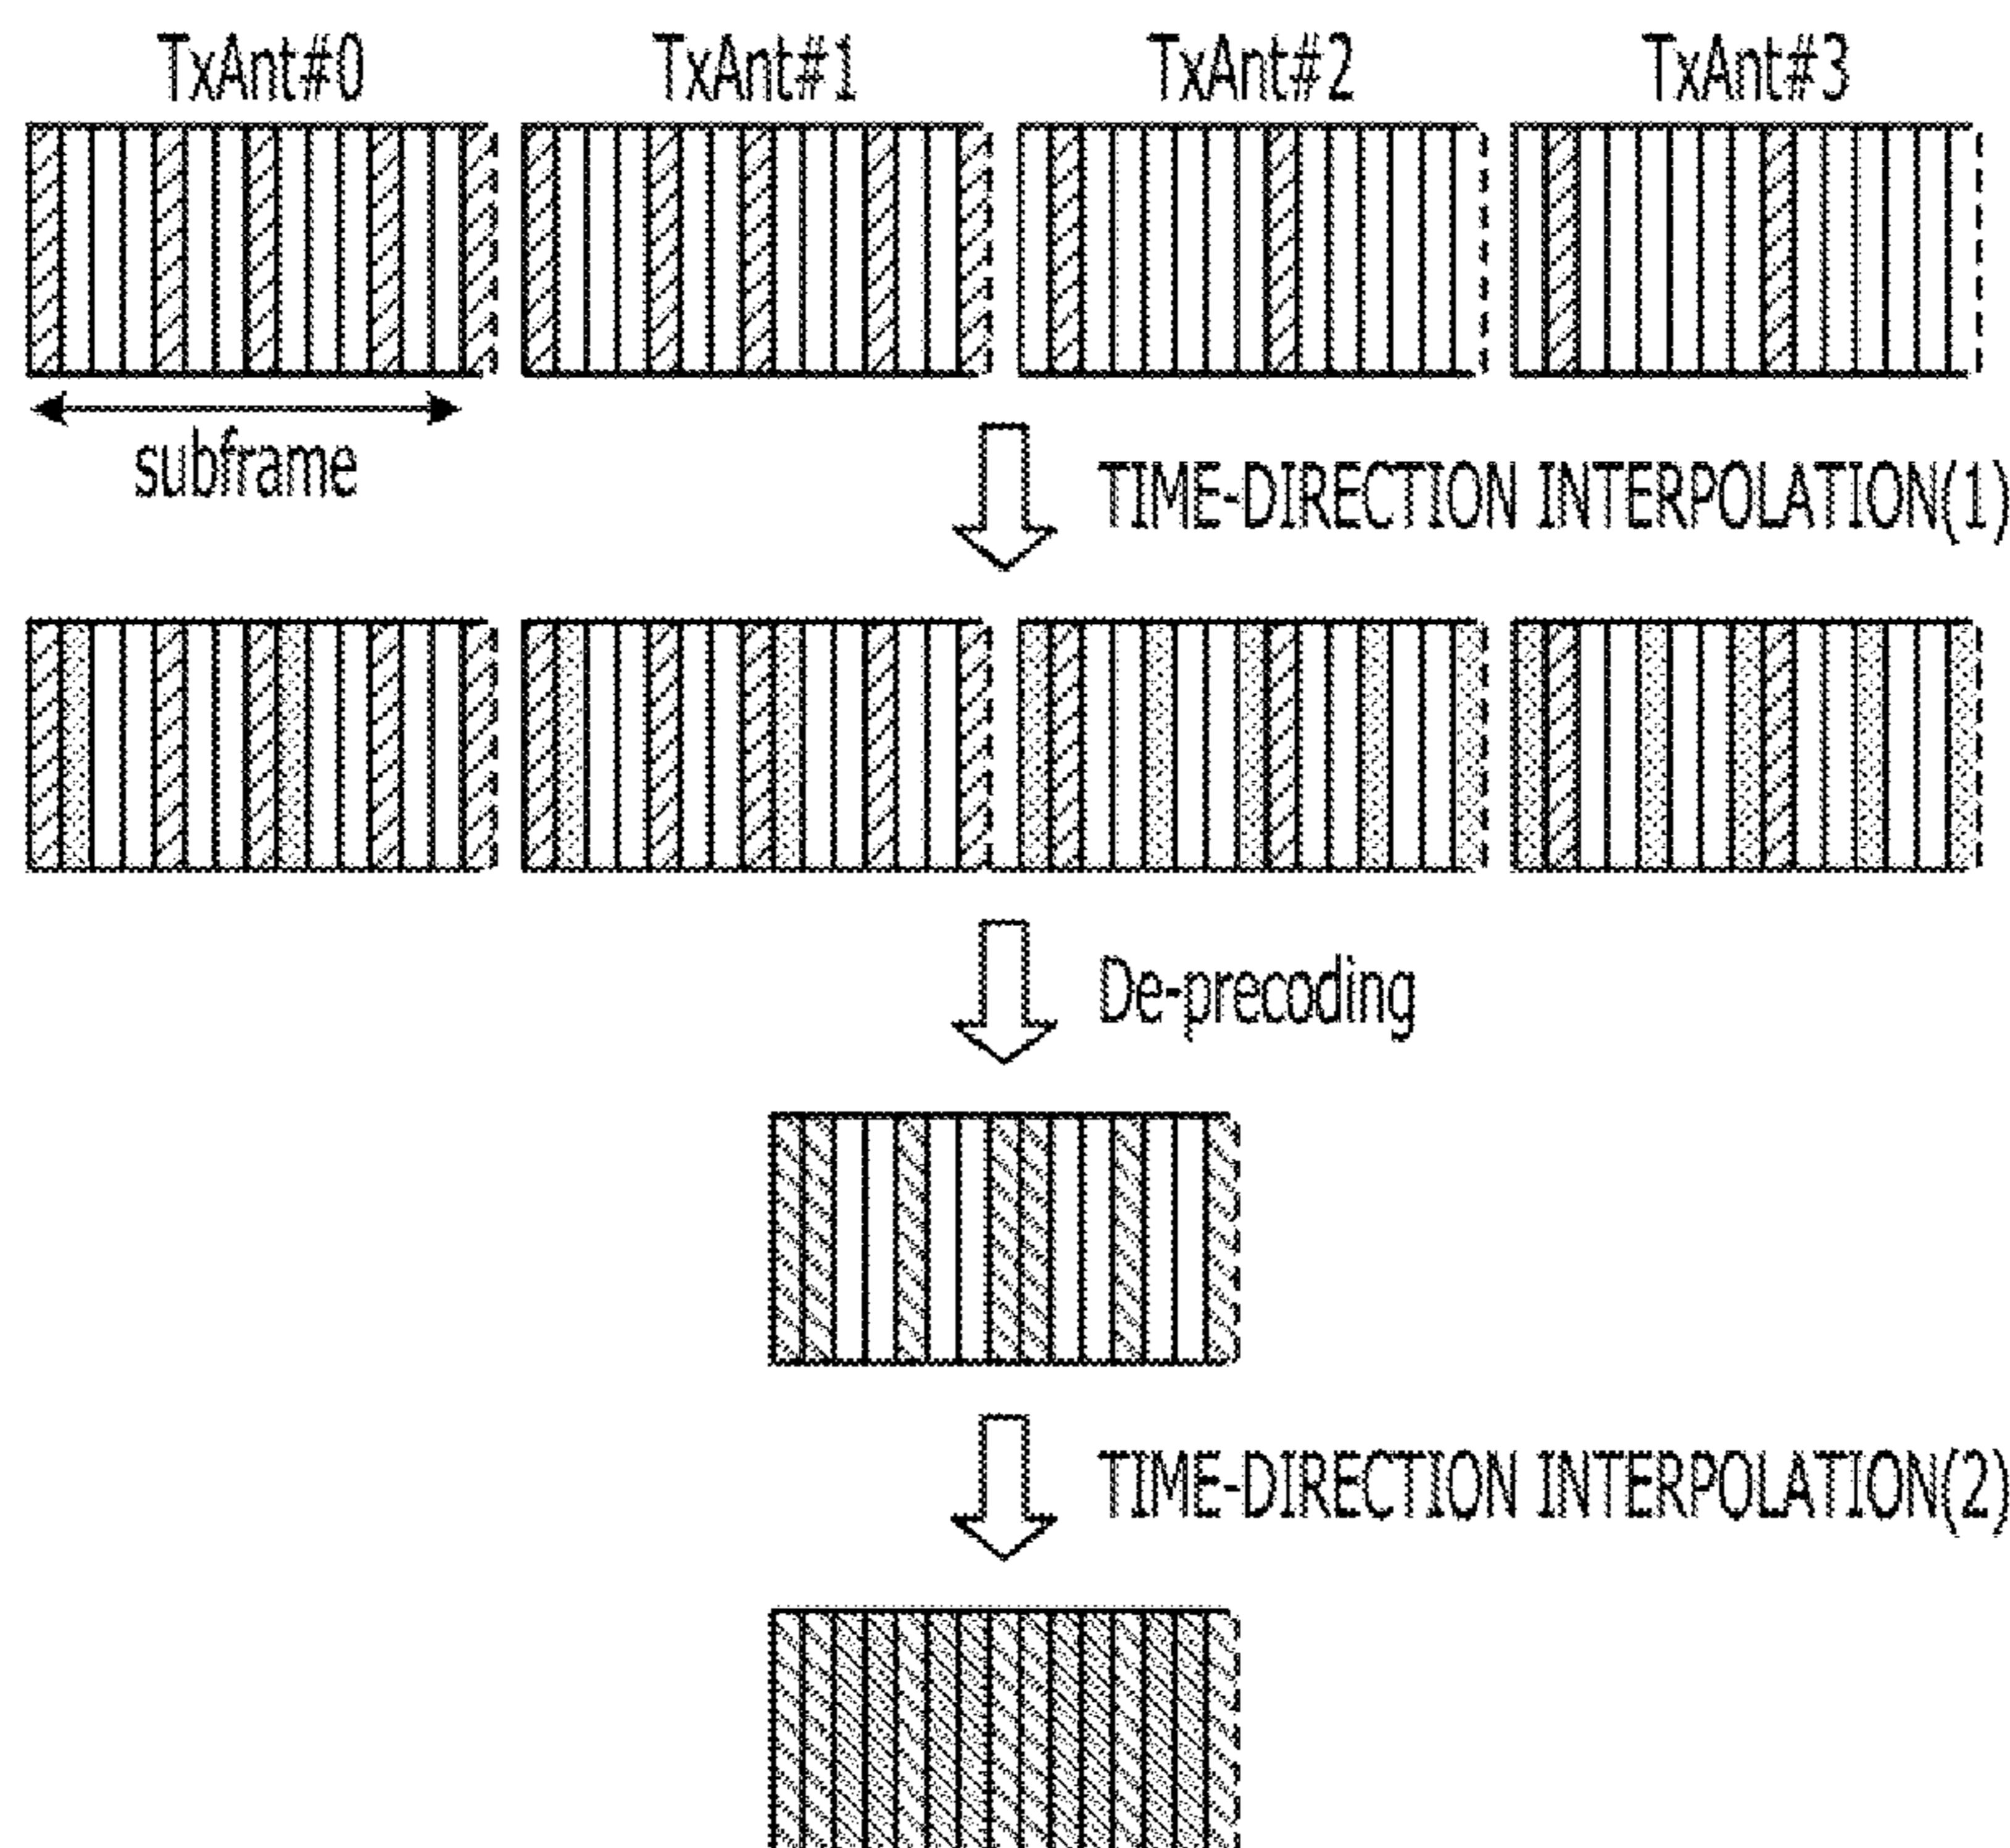 TxAnt#0 TxAnt#1 TxAnt#2 TxAnt#3
subframe
TIME-DIRECTION INTERPOLATION(1)
De-precoding
TIME-DIRECTION INTERPOLATION(2)